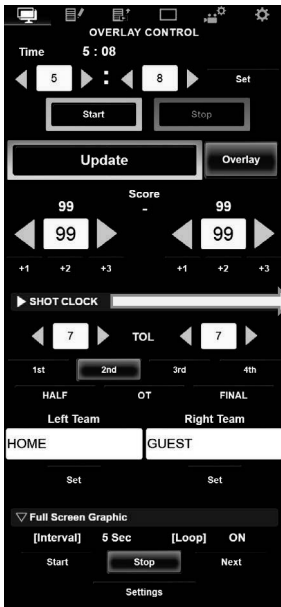 OVERLAY CONTROL
Time 5 : 08
5 : 8 Set
Start Stop
Update Overlay
Score
99 - 99
99 99
+1 +2 +3 +1 +2 +3
SHOT CLOCK
7 TOL 7
1st 2nd 3rd 4th
HALF OT FINAL
Left Team Right Team
HOME GUEST
Set Set
Full Screen Graphic
[Interval] 5 Sec [Loop] ON
Start Stop Next
Settings